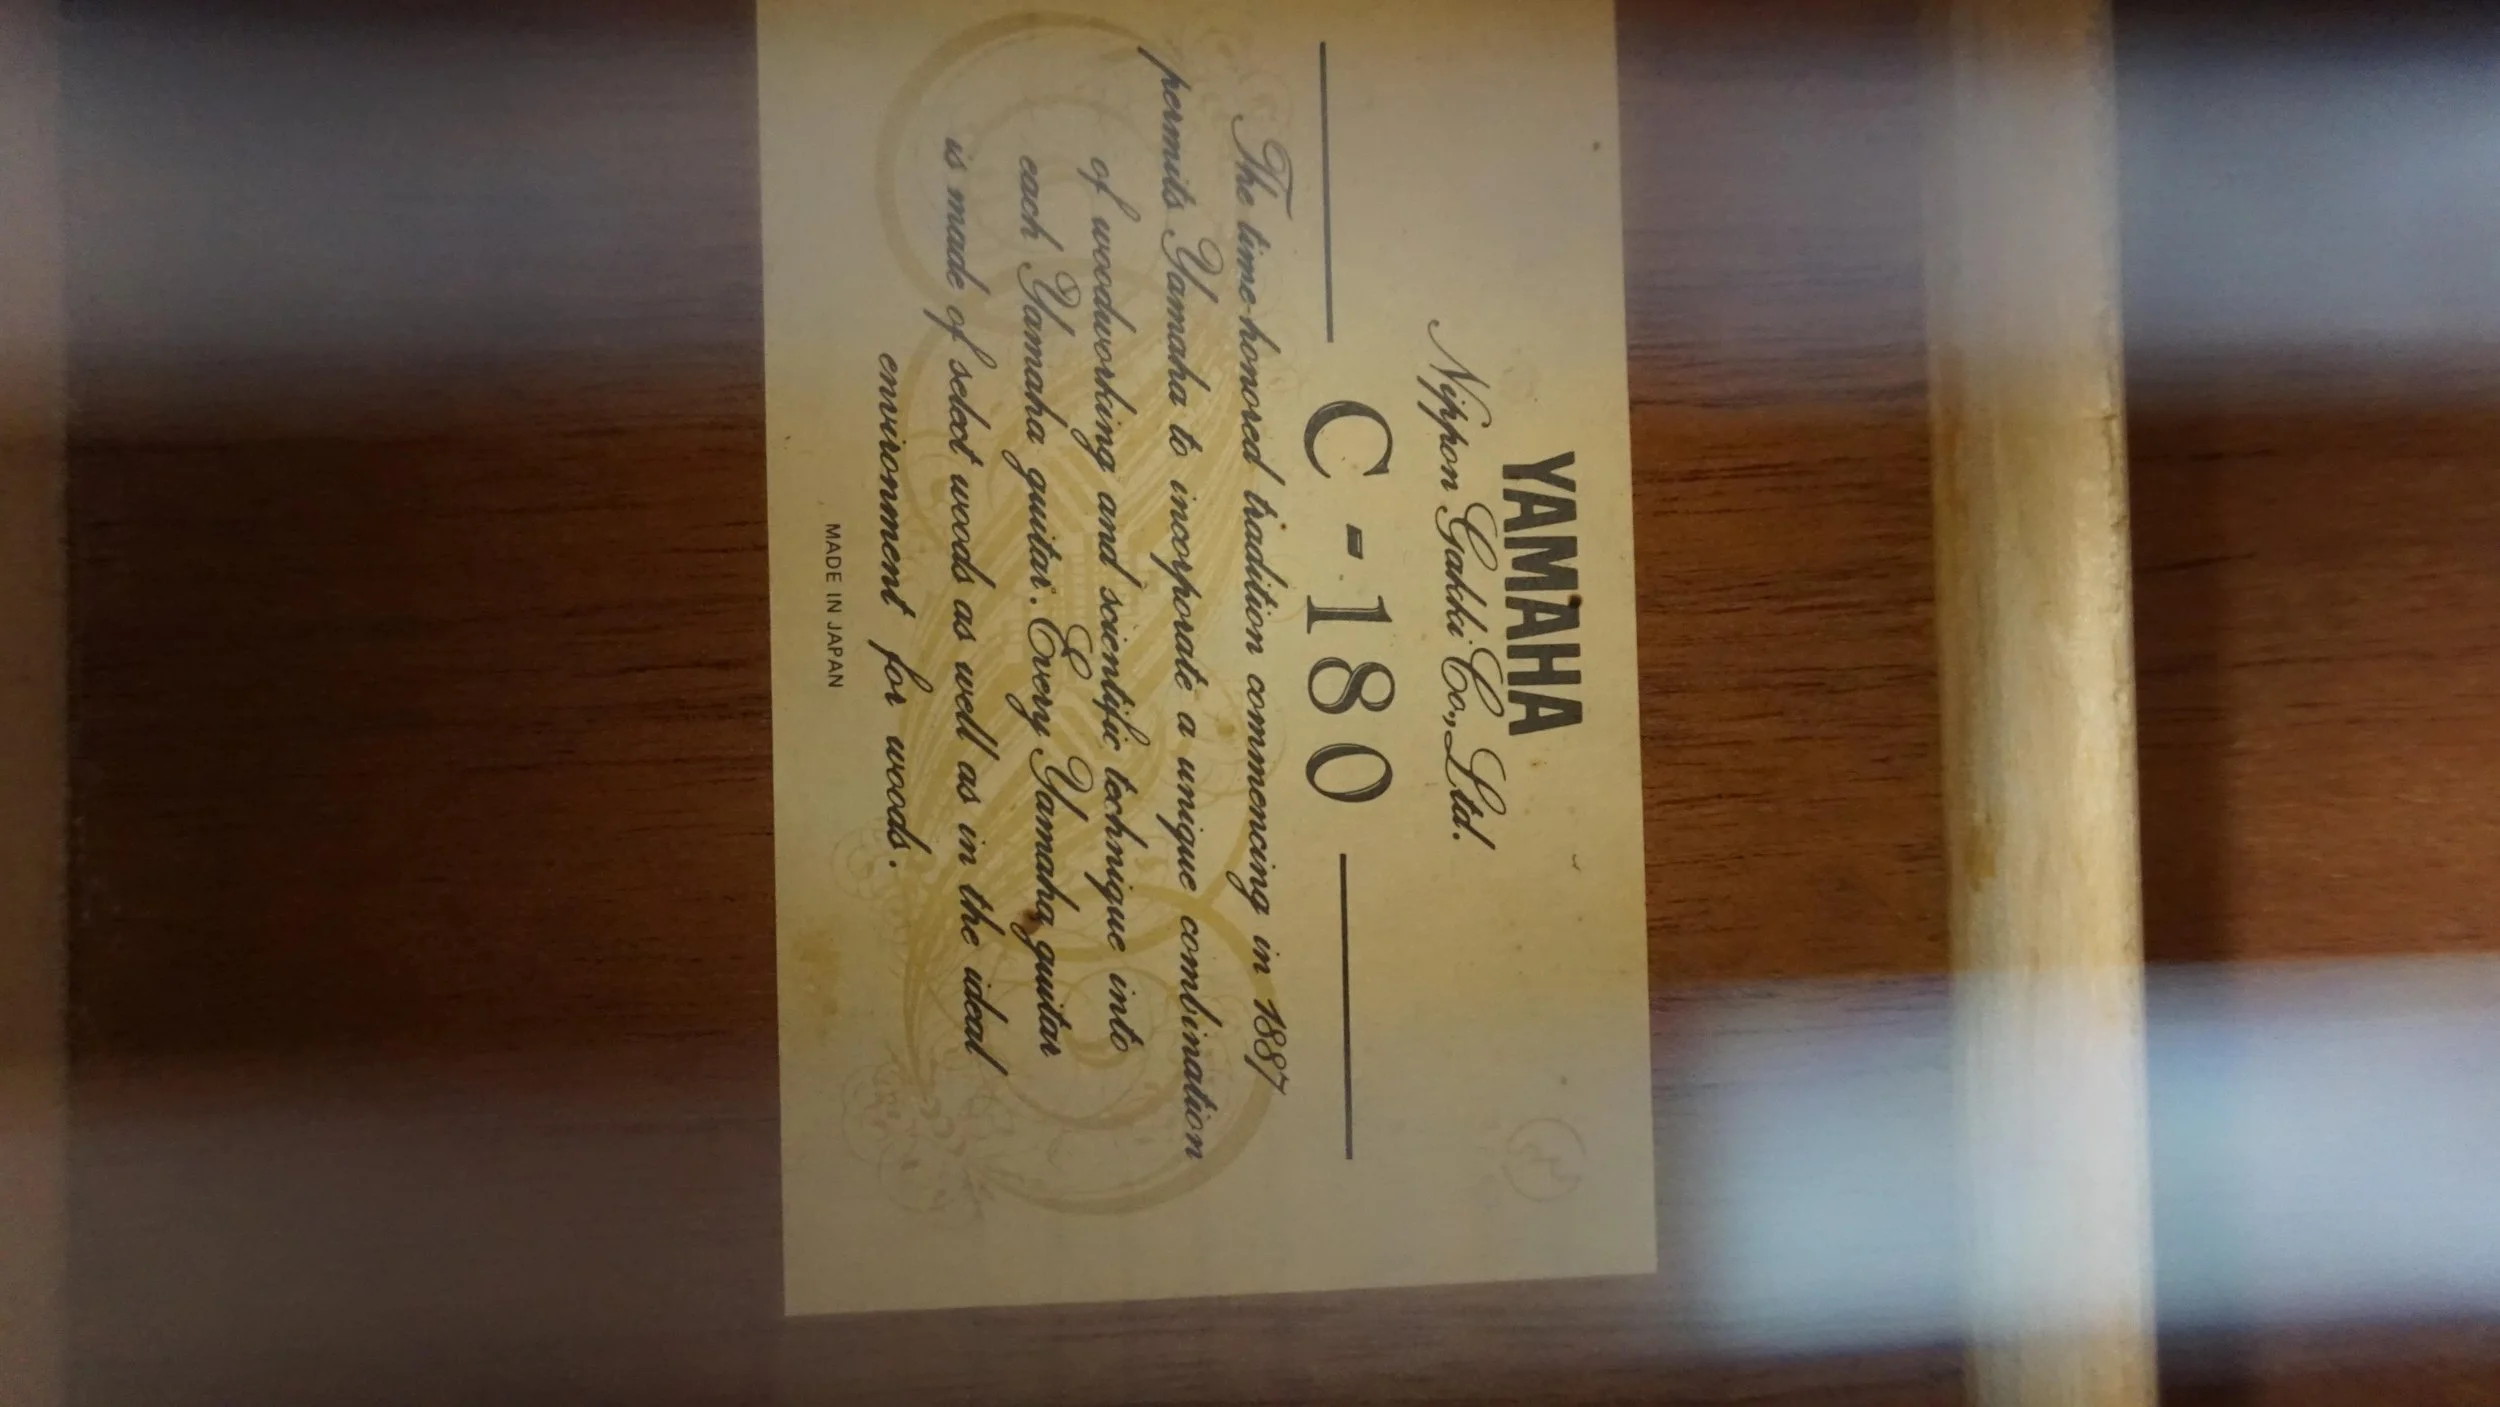 YAMAHA
Nippon Gakki Co., Ltd.
C-180
The time-honored tradition commencing in 1887
permits Yamaha to incorporate a unique combination
of woodworking and scientific technique into
each Yamaha guitar. Every Yamaha guitar
is made of select woods as well as in the ideal
environment for woods.
MADE IN JAPAN